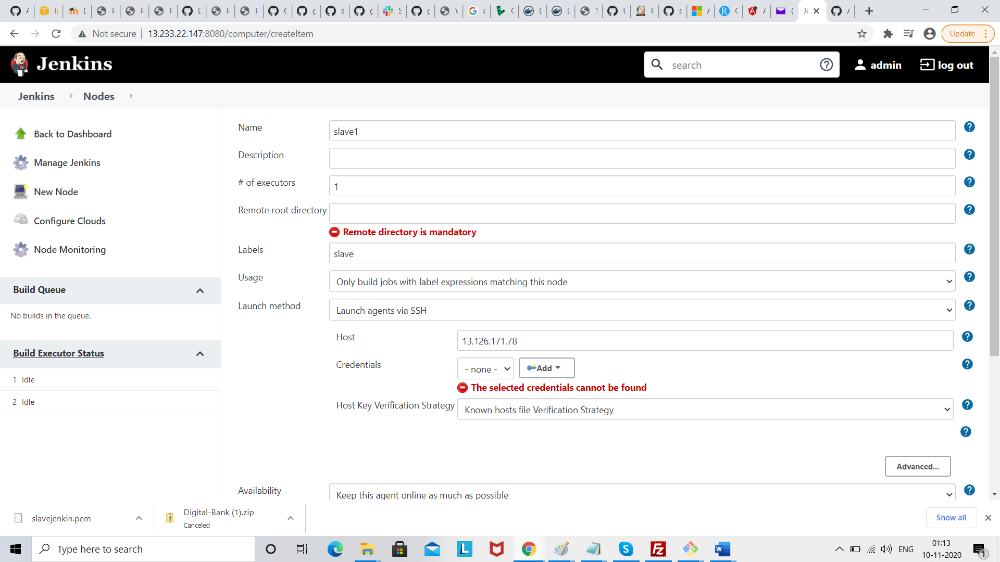 Not secure
13.233.22.147:8080/computer/createItem
Update
Jenkins
search
admin
log out
Jenkins
Nodes
Back to Dashboard
Manage Jenkins
New Node
Configure Clouds
Node Monitoring
Build Queue
No builds in the queue.
Build Executor Status
1 Idle
2 Idle
Name
slave1
Description
# of executors
1
Remote root directory
Remote directory is mandatory
Labels
slave
Usage
Only build jobs with label expressions matching this node
Launch method
Launch agents via SSH
Host
13.126.171.78
Credentials
- none -
Add
The selected credentials cannot be found
Host Key Verification Strategy
Known hosts file Verification Strategy
Advanced...
Availability
Keep this agent online as much as possible
slavejenkin.pem
Digital-Bank (1).zip
Canceled
Show all
Type here to search
ENG
01:13
10-11-2020
1